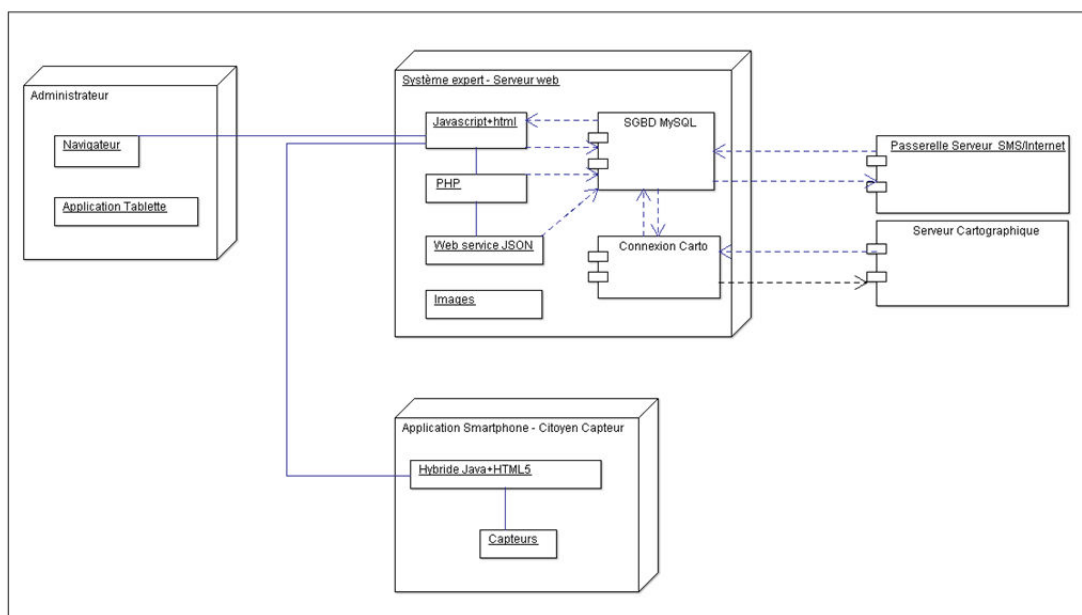 Administrateur
Navigateur
Application Tablette
Système expert - Serveur web
Javascript+html
PHP
Web service JSON
Images
SGBD MySQL
Connexion Carto
Passerelle Serveur SMS/Internet
Serveur Cartographique
Application Smartphone - Citoyen Capteur
Hybride Java+HTML5
Capteurs